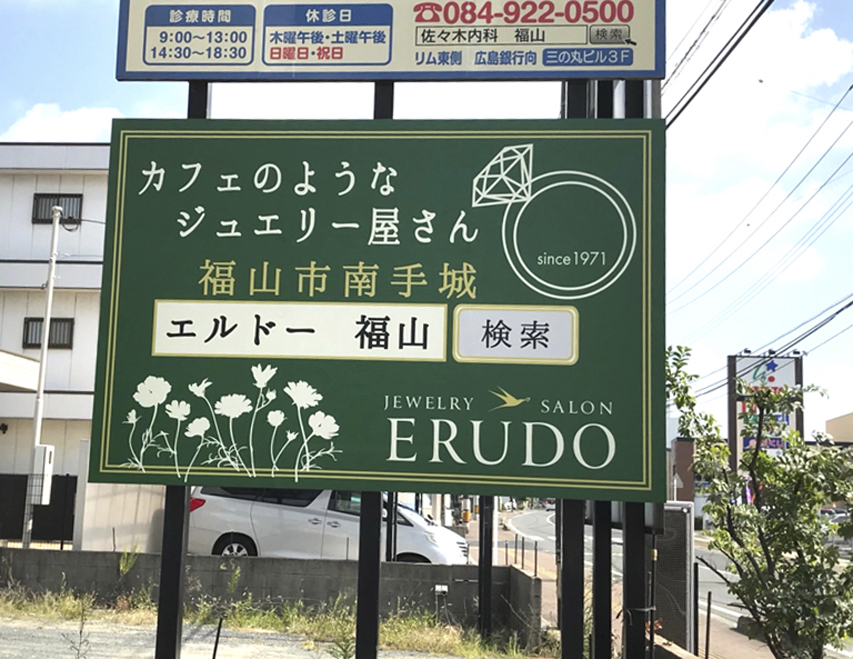 診療時間
9:00〜13:00
14:30〜18:30
休診日
木曜午後・土曜午後
日曜日・祝日
☎084-922-0500
佐々木内科 福山 検索
リム東側 広島銀行向 三の丸ビル3F
カフェのような
ジュエリー屋さん
since1971
福山市南手城
エルドー 福山 検索
JEWELRY SALON
ERUDO